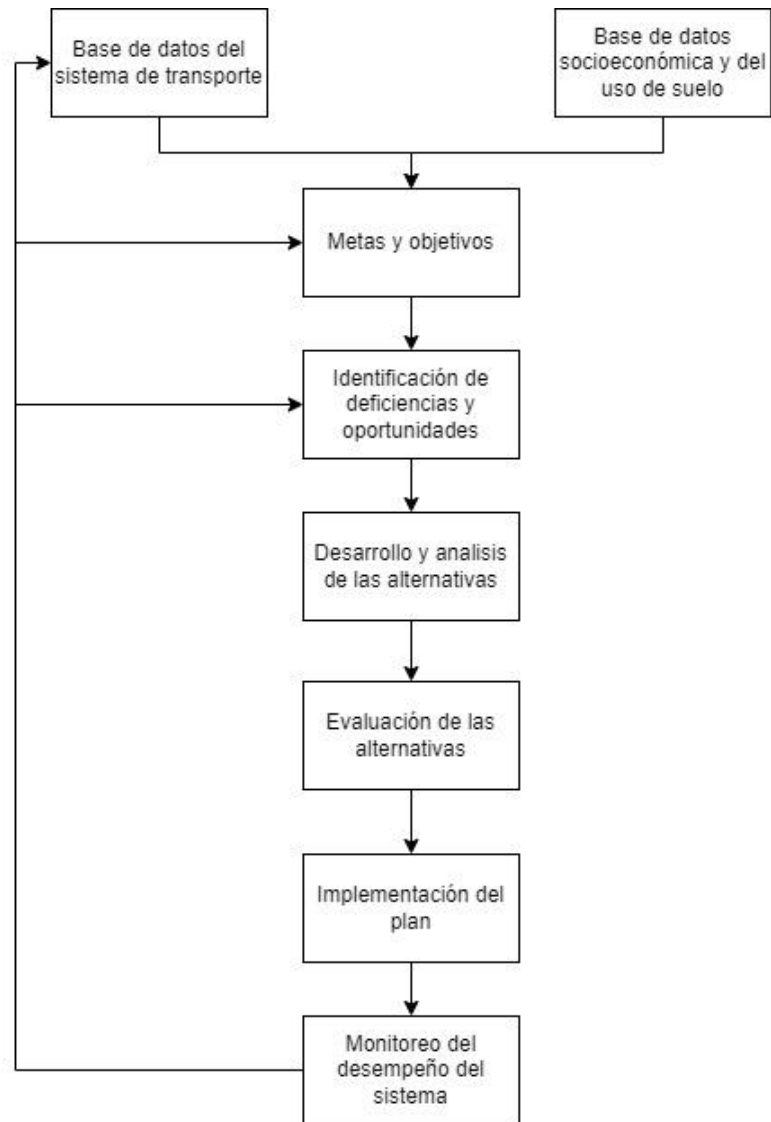 Base de datos del
sistema de transporte
Base de datos
socioeconómica y del
uso de suelo
Metas y objetivos
Identificación de
deficiencias y
oportunidades
Desarrollo y analisis
de las alternativas
Evaluación de las
alternativas
Implementación del
plan
Monitoreo del
desempeño del
sistema